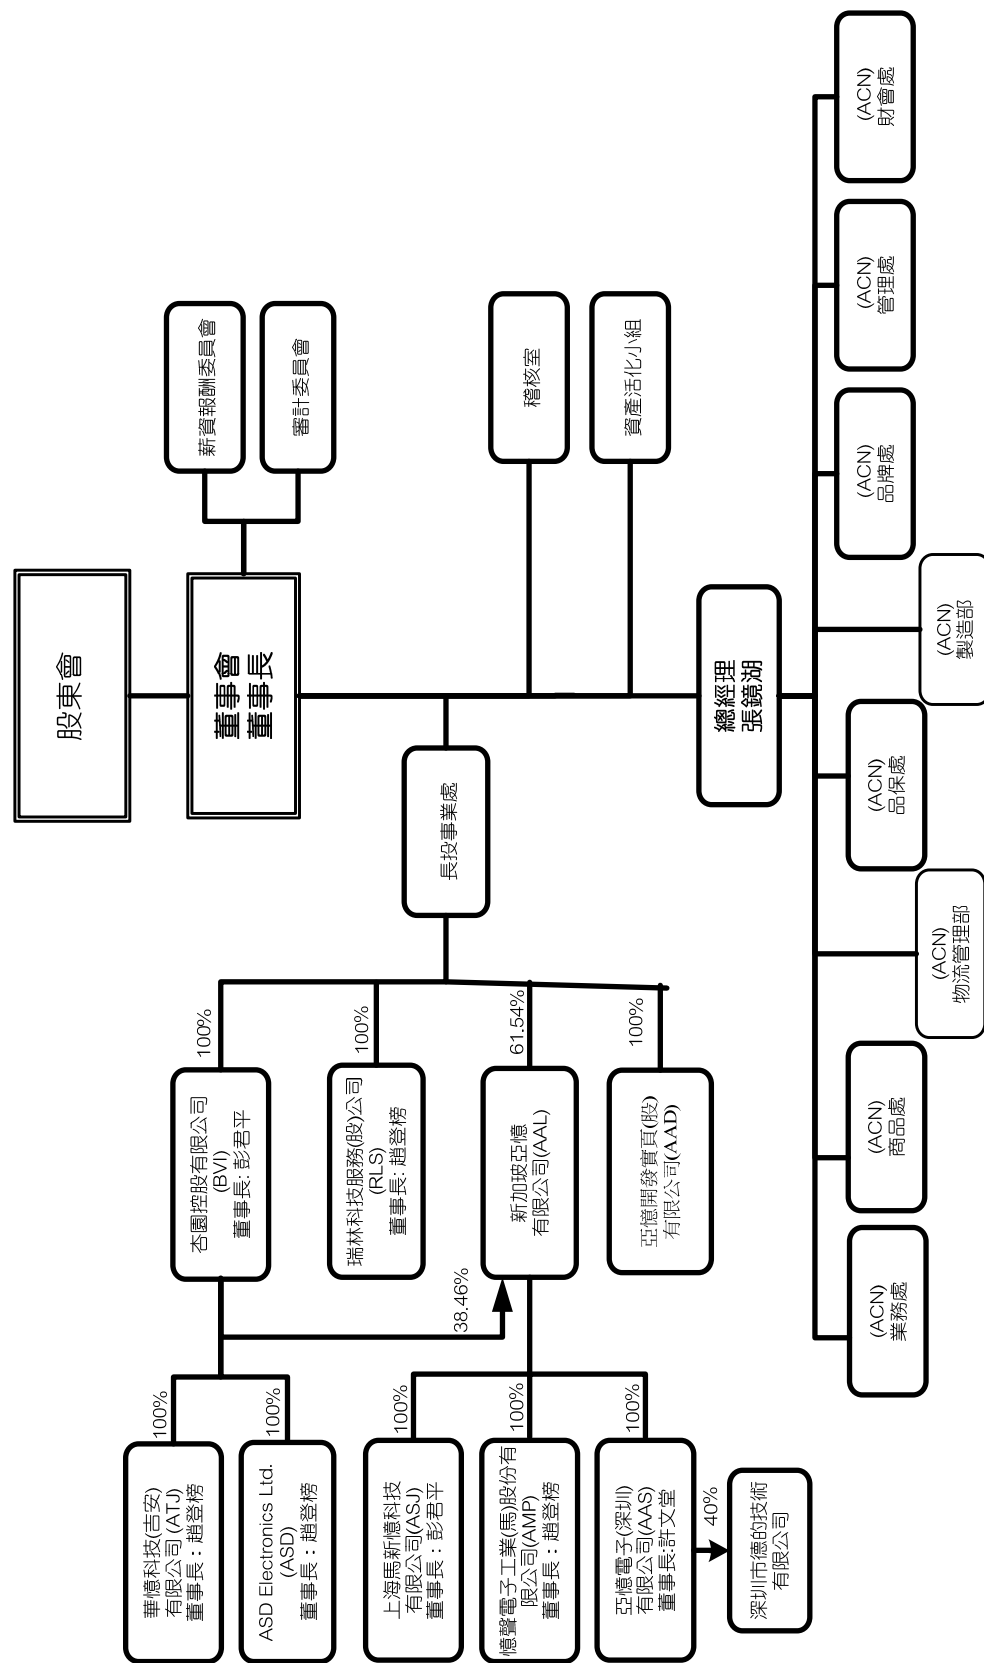 股東會
董事會
董事長
薪資報酬委員會
審計委員會
稽核室
資產活化小組
長投事業處
總經理
張鏡湖
100%
100%
61.54%
100%
杏園控股有限公司
(BVI)
董事長: 彭君平
瑞林科技服務(股)公司
(RLS)
董事長: 趙登榜
新加坡亞憶
有限公司(AAL)
亞憶開發實頁(股)
有限公司(AAD)
38.46%
100%
100%
100%
100%
100%
華憶科技(吉安)
有限公司 (ATJ)
董事長：趙登榜
ASD Electronics Ltd.
(ASD)
董事長：趙登榜
上海馬新憶科技
有限公司(ASJ)
董事長：彭君平
憶聲電子工業(馬)股份有
限公司(AMP)
董事長：趙登榜
亞憶電子(深圳)
有限公司(AAS)
董事長:許文堂
40%
深圳市德的技術
有限公司
(ACN)
業務處
(ACN)
商品處
(ACN)
物流管理部
(ACN)
品保處
(ACN)
製造部
(ACN)
品牌處
(ACN)
管理處
(ACN)
財會處